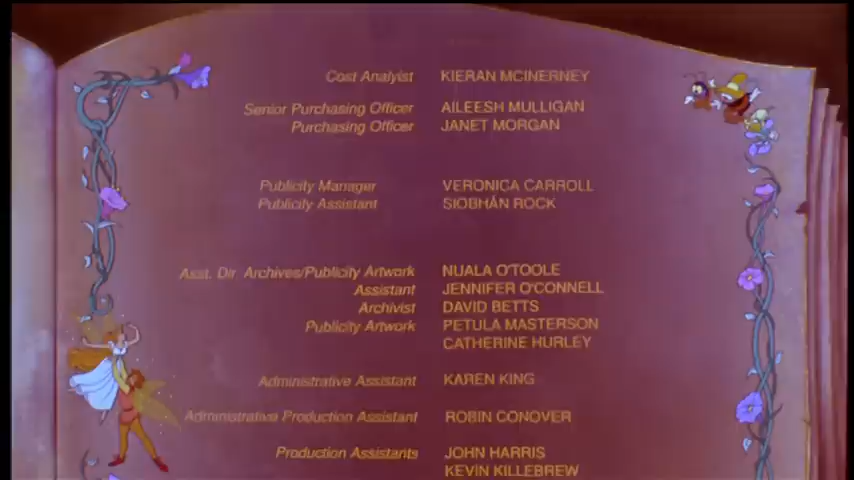 Cost Analyist KIERAN MCINERNEY
Senior Purchasing Officer AILEESH MULLIGAN
Purchasing Officer JANET MORGAN
Publicity Manager VERONICA CARROLL
Publicity Assistant SIOBHÁN ROCK
Asst. Dir. Archives/Publicity Artwork NUALA O'TOOLE
Assistant JENNIFER O'CONNELL
Archivist DAVID BETTS
Publicity Artwork PETULA MASTERSON
CATHERINE HURLEY
Administrative Assistant KAREN KING
Administrative Production Assistant ROBIN CONOVER
Production Assistants JOHN HARRIS
KEVIN KILLEBREW